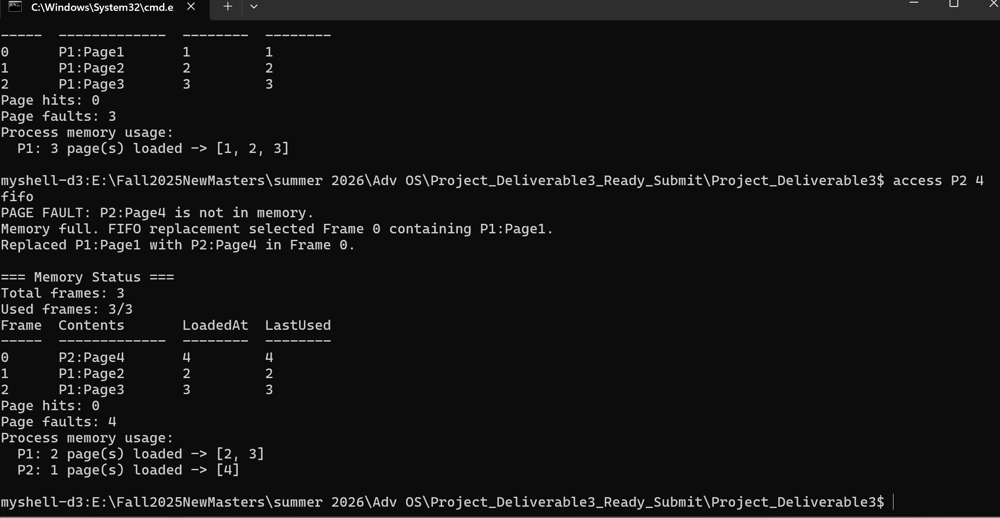 C:\Windows\System32\cmd.e
----- ------------- -------- --------
0      P1:Page1       1         1
1      P1:Page2       2         2
2      P1:Page3       3         3
Page hits: 0
Page faults: 3
Process memory usage:
  P1: 3 page(s) loaded -> [1, 2, 3]
myshell-d3:E:\Fall2025NewMasters\summer 2026\Adv OS\Project_Deliverable3_Ready_Submit\Project_Deliverable3$ access P2 4
fifo
PAGE FAULT: P2:Page4 is not in memory.
Memory full. FIFO replacement selected Frame 0 containing P1:Page1.
Replaced P1:Page1 with P2:Page4 in Frame 0.
=== Memory Status ===
Total frames: 3
Used frames: 3/3
Frame  Contents       LoadedAt  LastUsed
-----  -------------  --------  --------
0      P2:Page4       4         4
1      P1:Page2       2         2
2      P1:Page3       3         3
Page hits: 0
Page faults: 4
Process memory usage:
  P1: 2 page(s) loaded -> [2, 3]
  P2: 1 page(s) loaded -> [4]
myshell-d3:E:\Fall2025NewMasters\summer 2026\Adv OS\Project_Deliverable3_Ready_Submit\Project_Deliverable3$